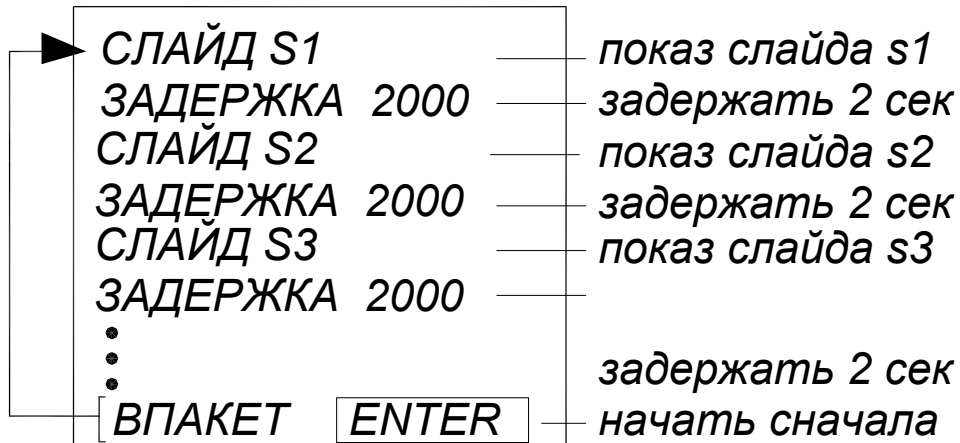 СЛАЙД S1 показ слайда s1
ЗАДЕРЖКА 2000 задержать 2 сек
СЛАЙД S2 показ слайда s2
ЗАДЕРЖКА 2000 задержать 2 сек
СЛАЙД S3 показ слайда s3
ЗАДЕРЖКА 2000
задержать 2 сек
ВПАКЕТ ENTER начать сначала